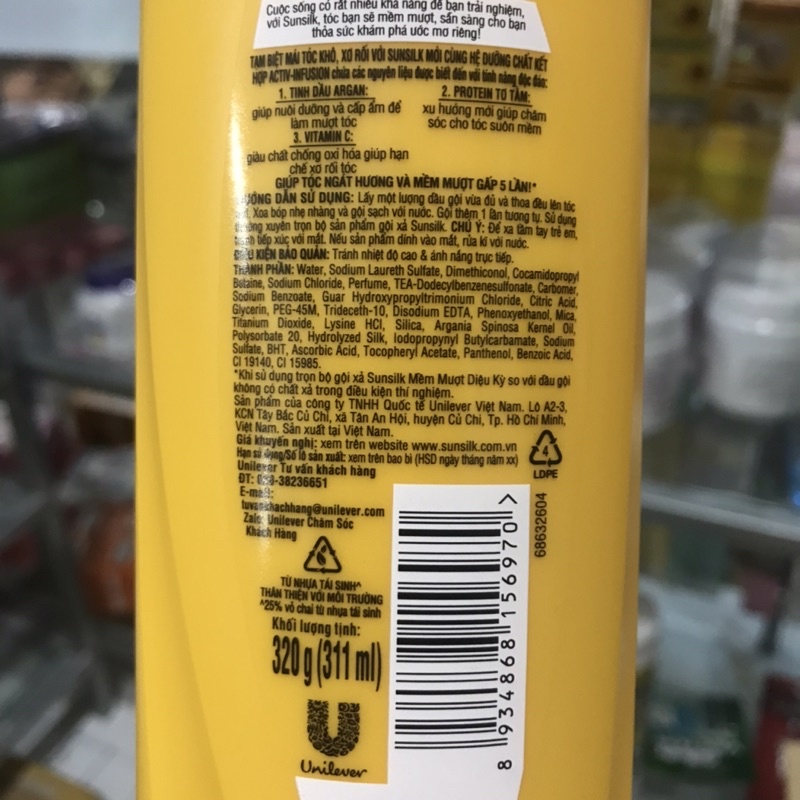 Cuộc sống có rất nhiều khả năng để bạn trải nghiệm,
với Sunsilk, tóc bạn sẽ mềm mượt, sẵn sàng cho bạn
thỏa sức khám phá ước mơ riêng!
TẠM BIỆT MÁI TÓC KHÔ, XƠ RỐI VỚI SUNSILK MỚI CÙNG HỆ DƯỠNG CHẤT KẾT
HỢP ACTIV-INFUSION chứa các nguyên liệu được biết đến với tính năng độc đáo:
1. TINH DẦU ARGAN:
giúp nuôi dưỡng và cấp ẩm để
làm mượt tóc
2. PROTEIN TƠ TẰM:
xu hướng mới giúp chăm
sóc cho tóc suôn mềm
3. VITAMIN C:
giàu chất chống oxi hóa giúp hạn
chế xơ rối tóc
GIÚP TÓC NGÁT HƯƠNG VÀ MỀM MƯỢT GẤP 5 LẦN!*
DẪN SỬ DỤNG: Lấy một lượng dầu gội vừa đủ và thoa đều lên tóc
Xoa bóp nhẹ nhàng và gội sạch với nước. Gội thêm 1 lần tương tự. Sử dụng
xuyên trọn bộ sản phẩm gội xả Sunsilk. CHÚ Ý: Để xa tầm tay trẻ em,
tiếp xúc với mắt. Nếu sản phẩm dính vào mắt, rửa kĩ với nước.
KIỆN BẢO QUẢN: Tránh nhiệt độ cao & ánh nắng trực tiếp.
THÀNH PHẦN: Water, Sodium Laureth Sulfate, Dimethiconol, Cocamidopropyl
Betaine, Sodium Chloride, Perfume, TEA-Dodecylbenzenesulfonate, Carbomer,
Sodium Benzoate, Guar Hydroxypropyltrimonium Chloride, Citric Acid,
Glycerin, PEG-45M, Trideceth-10, Disodium EDTA, Phenoxyethanol, Mica,
Titanium Dioxide, Lysine HCl, Silica, Argania Spinosa Kernel Oil,
Polysorbate 20, Hydrolyzed Silk, Iodopropynyl Butylcarbamate, Sodium
Sulfate, BHT, Ascorbic Acid, Tocopheryl Acetate, Panthenol, Benzoic Acid,
CI 19140, CI 15985.
*Khi sử dụng trọn bộ gội xả Sunsilk Mềm Mượt Diệu Kỳ so với dầu gội
không có chất xả trong điều kiện thí nghiệm.
Sản phẩm của công ty TNHH Quốc tế Unilever Việt Nam. Lô A2-3,
KCN Tây Bắc Củ Chi, xã Tân An Hội, huyện Củ Chi, Tp. Hồ Chí Minh,
Việt Nam. Sản xuất tại Việt Nam.
Giá khuyến nghị: xem trên website www.sunsilk.com.vn
Hạn sử dụng/Số lô sản xuất: xem trên bao bì (HSD ngày tháng năm xx)
Unilever Tư vấn khách hàng
ĐT: 028-38236651
E-mail:
tuvankhachhang@unilever.com
Zalo: Unilever Chăm Sóc
Khách Hàng
4
LDPE
68632604
TỪ NHỰA TÁI SINH^
THÂN THIỆN VỚI MÔI TRƯỜNG
^25% vỏ chai từ nhựa tái sinh
Khối lượng tịnh:
320 g (311 ml)
Unilever
8 934868 156970 >